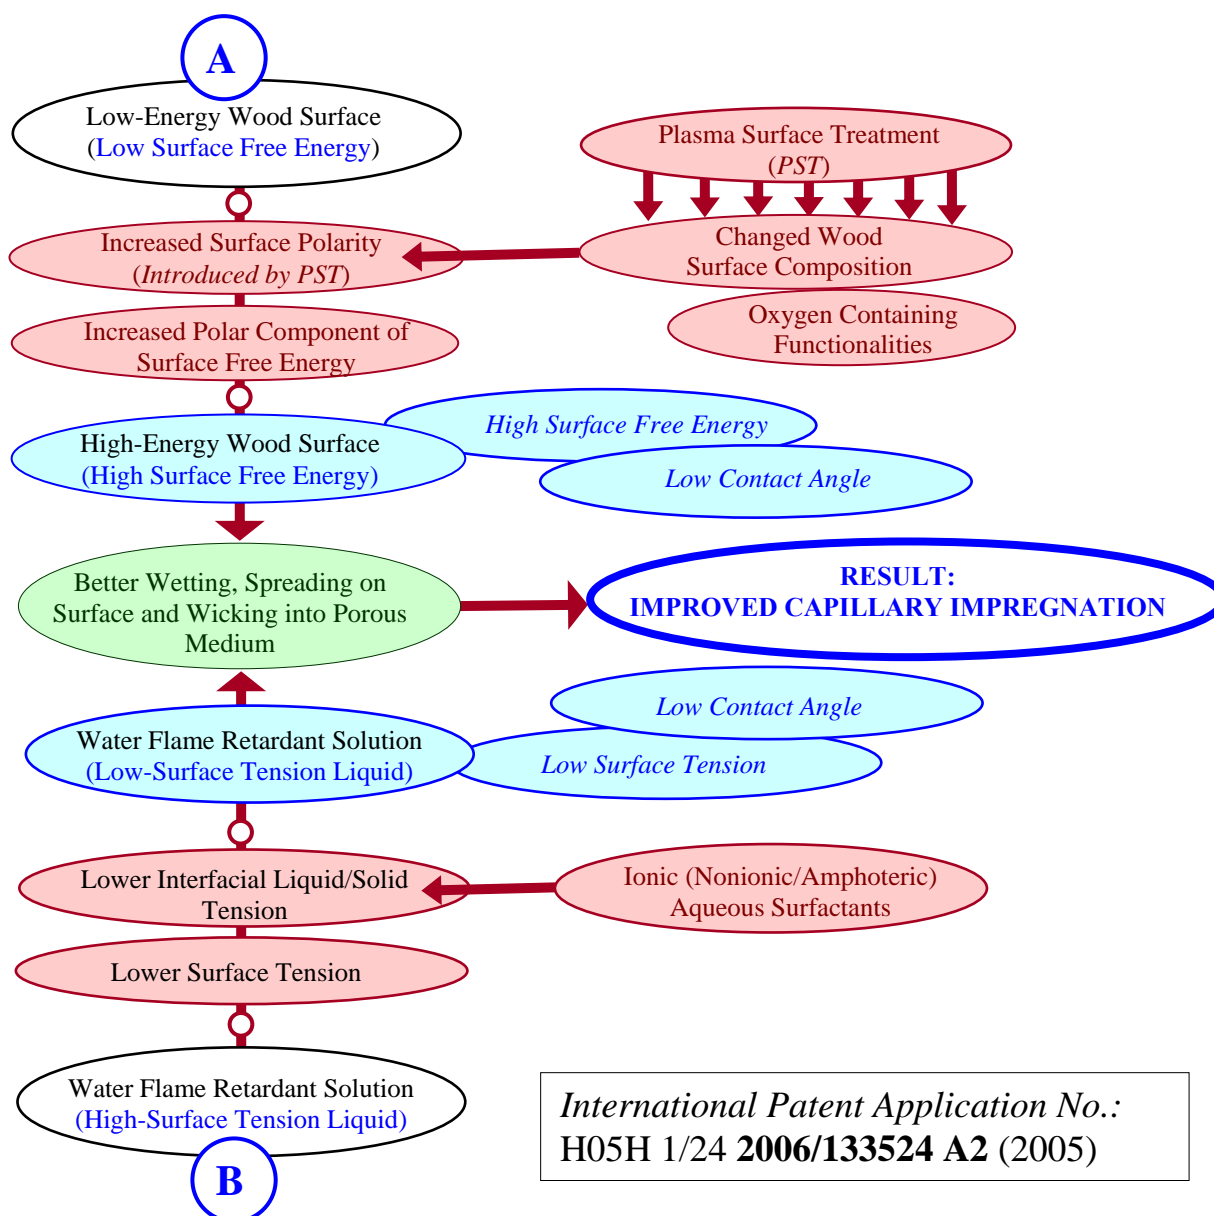 A
Low-Energy Wood Surface
(Low Surface Free Energy)
Plasma Surface Treatment
(PST)
Increased Surface Polarity
(Introduced by PST)
Changed Wood
Surface Composition
Oxygen Containing
Functionalities
Increased Polar Component of
Surface Free Energy
High-Energy Wood Surface
(High Surface Free Energy)
High Surface Free Energy
Low Contact Angle
Better Wetting, Spreading on
Surface and Wicking into Porous
Medium
RESULT:
IMPROVED CAPILLARY IMPREGNATION
Low Contact Angle
Water Flame Retardant Solution
(Low-Surface Tension Liquid)
Low Surface Tension
Lower Interfacial Liquid/Solid
Tension
Ionic (Nonionic/Amphoteric)
Aqueous Surfactants
Lower Surface Tension
Water Flame Retardant Solution
(High-Surface Tension Liquid)
B
International Patent Application No.:
H05H 1/24 2006/133524 A2 (2005)